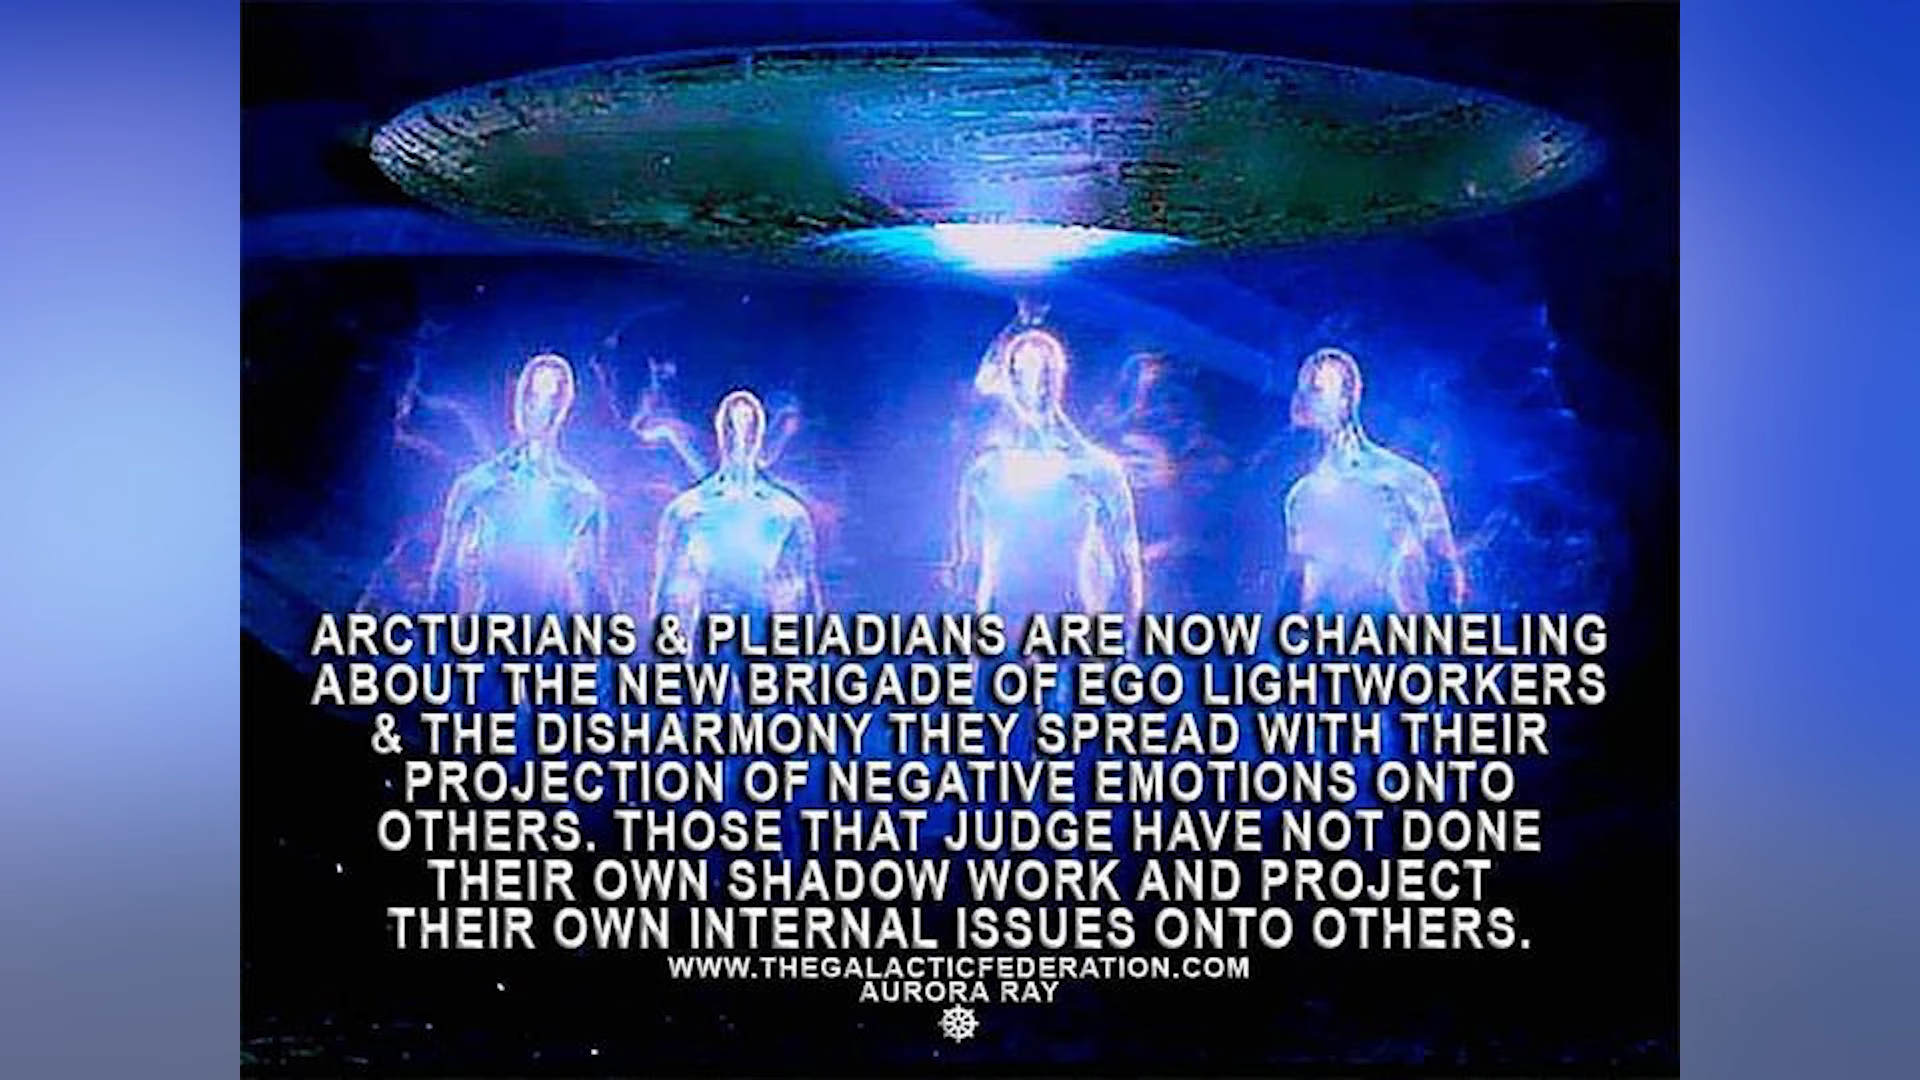 ARCTURIANS & PLEIADIANS ARE NOW CHANNELING
ABOUT THE NEW BRIGADE OF EGO LIGHTWORKERS
& THE DISHARMONY THEY SPREAD WITH THEIR
PROJECTION OF NEGATIVE EMOTIONS ONTO
OTHERS. THOSE THAT JUDGE HAVE NOT DONE
THEIR OWN SHADOW WORK AND PROJECT
THEIR OWN INTERNAL ISSUES ONTO OTHERS.
WWW.THEGALACTICFEDERATION.COM
AURORA RAY